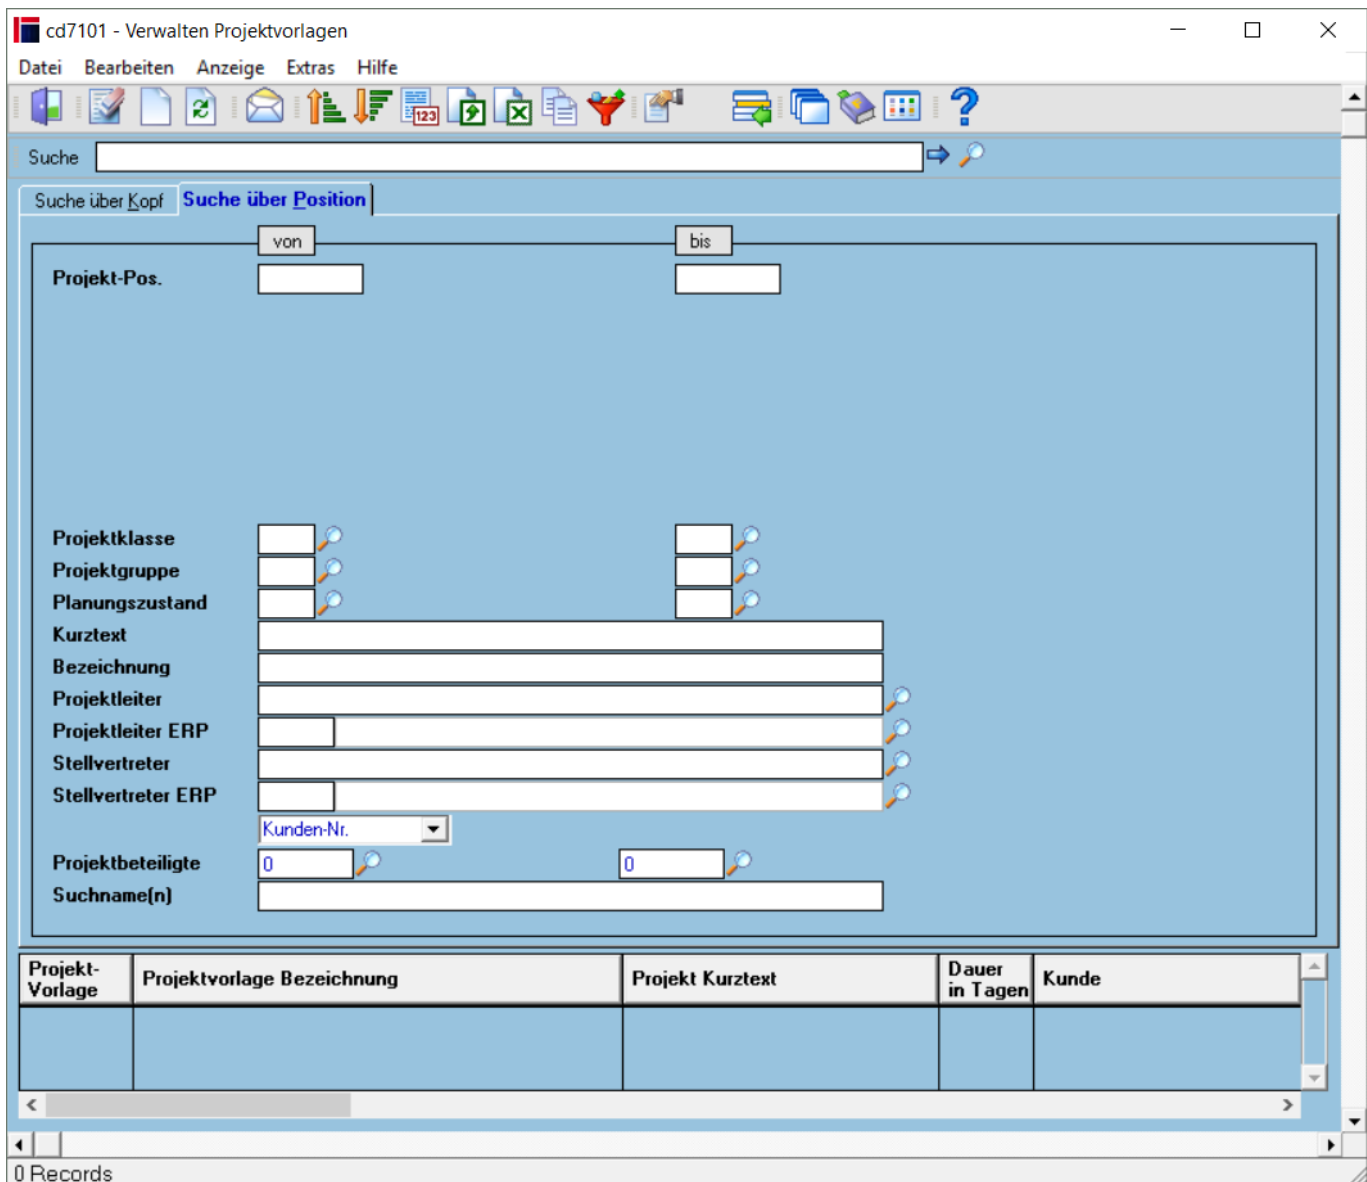 cd7101 - Verwalten Projektvorlagen
Datei Bearbeiten Anzeige Extras Hilfe
123
Suche
Suche über Kopf Suche über Position
von bis
Projekt-Pos.
Projektklasse
Projektgruppe
Planungszustand
Kurztext
Bezeichnung
Projektleiter
Projektleiter ERP
Stellvertreter
Stellvertreter ERP
Kunden-Nr.
Projektbeteiligte 0 0
Suchname(n)
Projekt-
Vorlage Projektvorlage Bezeichnung Projekt Kurztext Dauer
in Tagen Kunde
0 Records